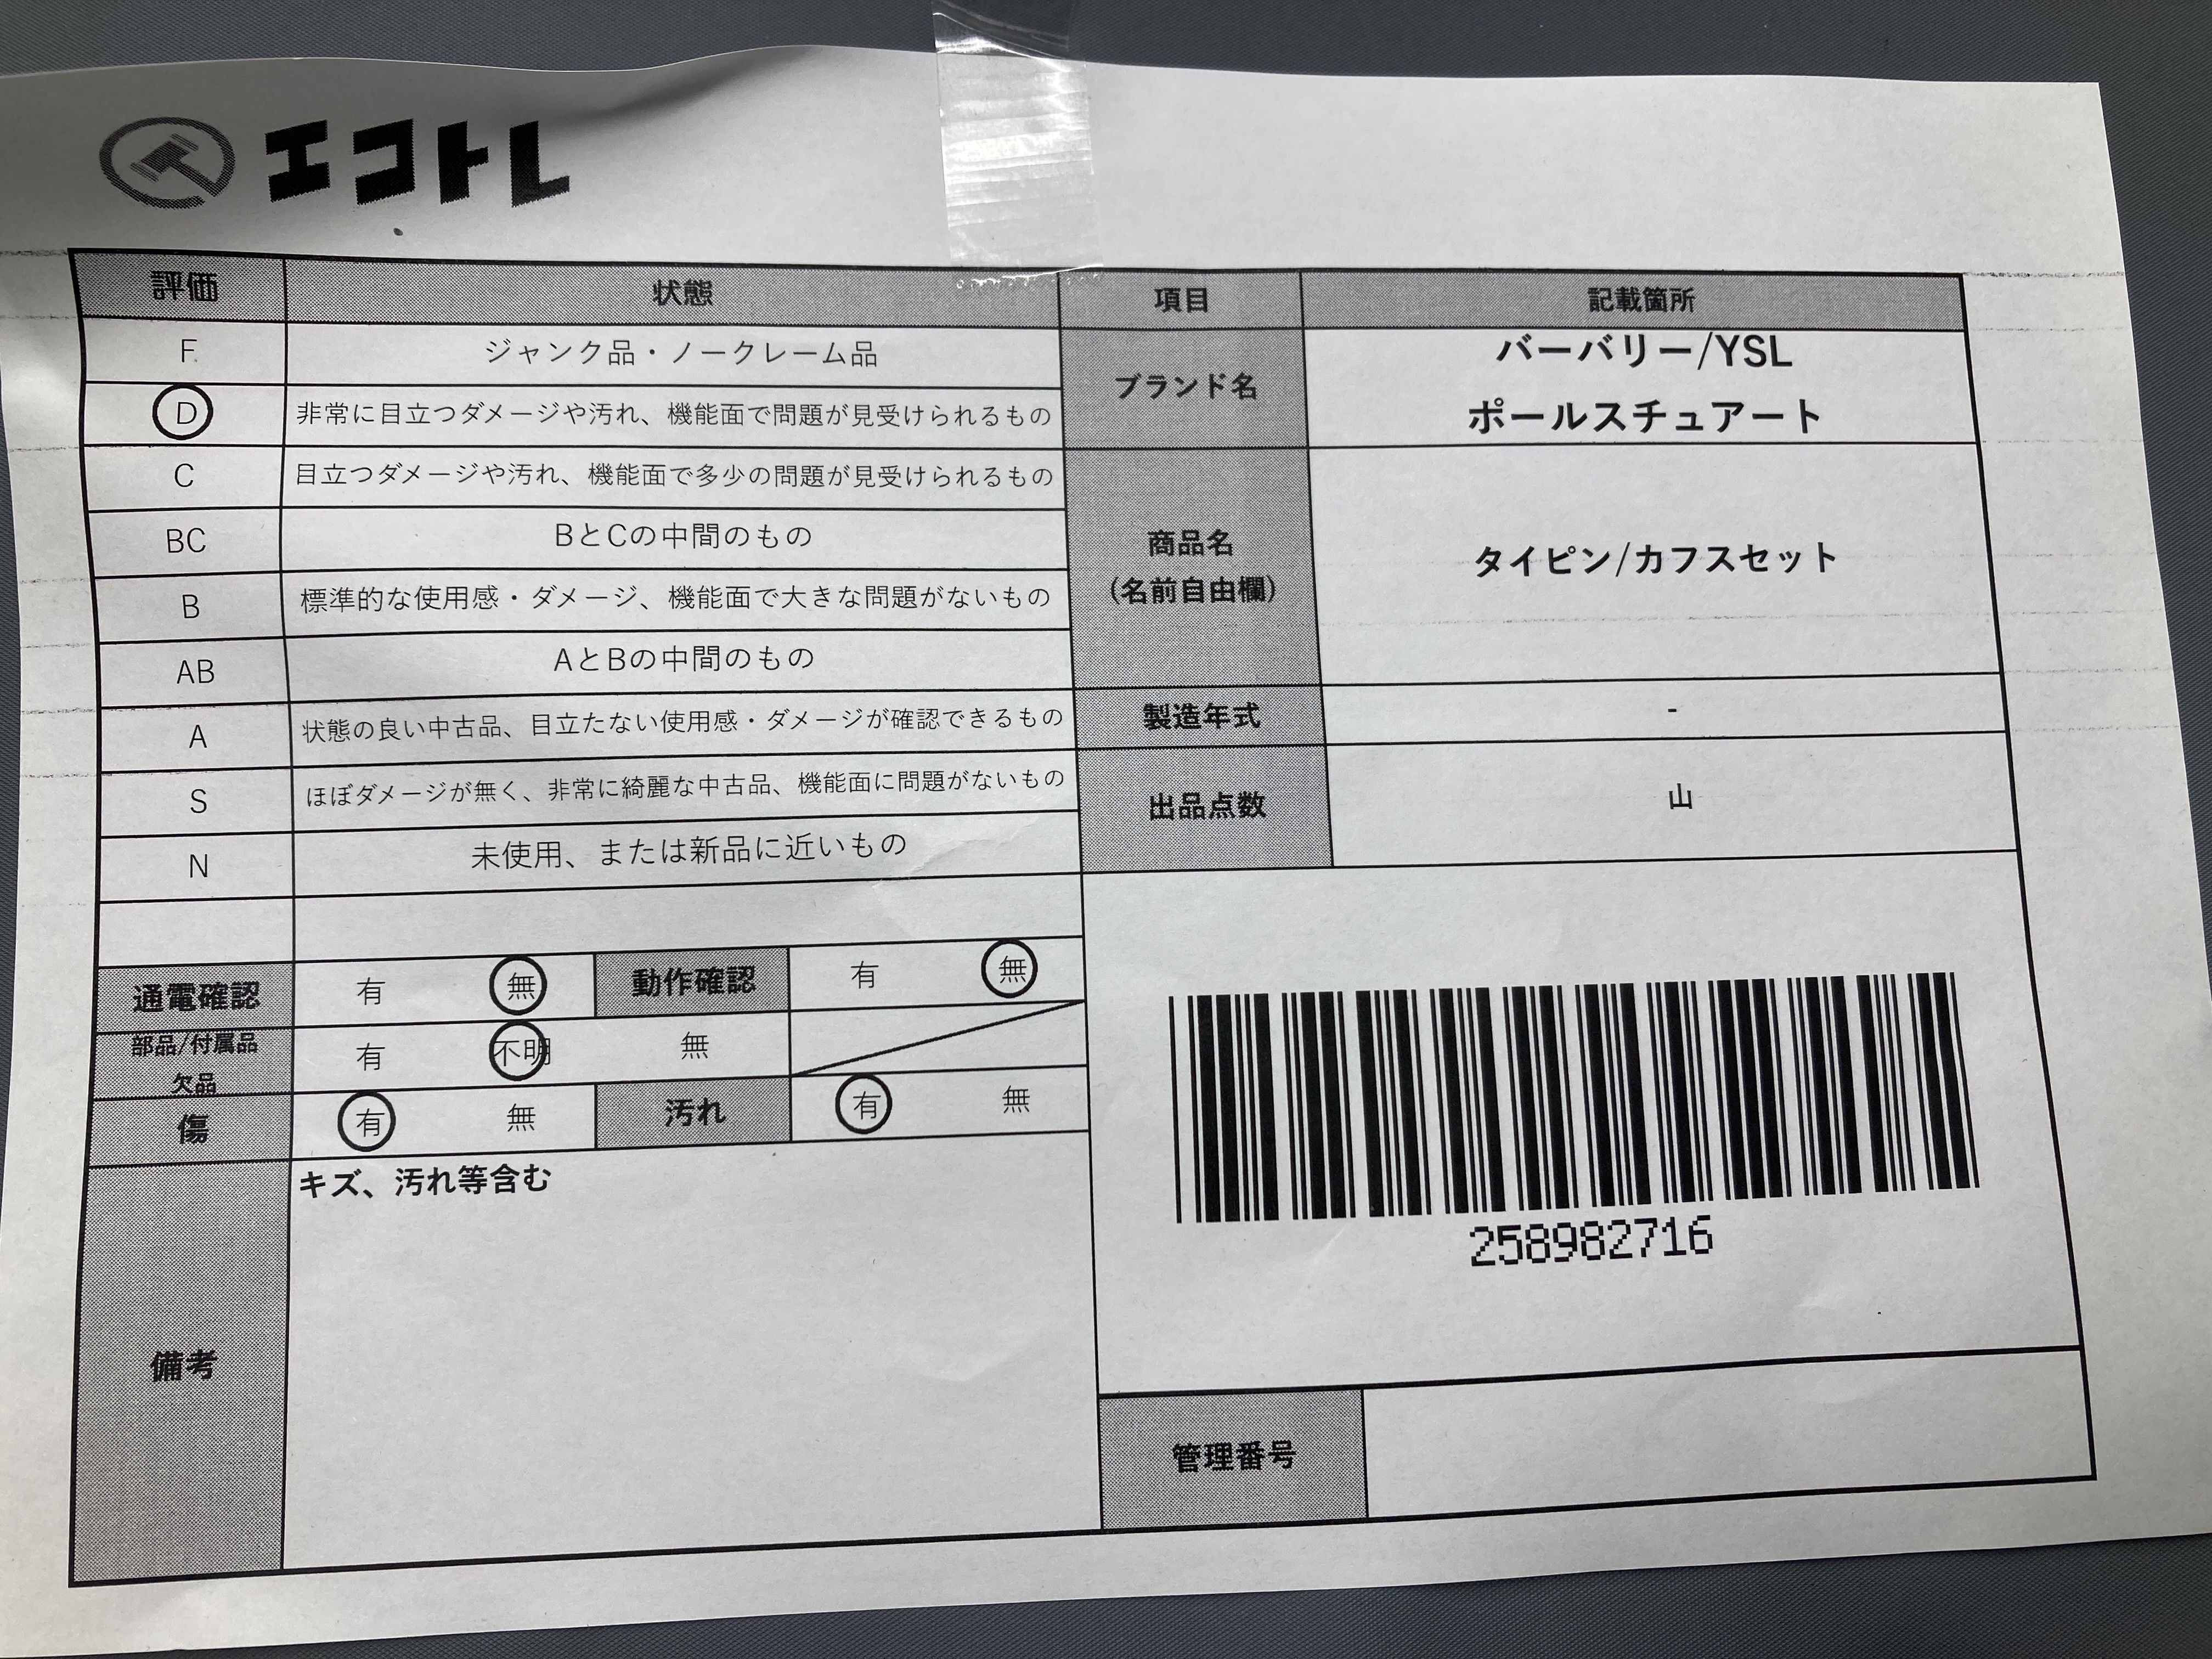 エコトレ
評価 状態 項目 記載箇所
F ジャンク品・ノークレーム品
D 非常に目立つダメージや汚れ、機能面で問題が見受けられるもの
C 目立つダメージや汚れ、機能面で多少の問題が見受けられるもの
BC BとCの中間のもの
B 標準的な使用感・ダメージ、機能面で大きな問題がないもの
AB AとBの中間のもの
A 状態の良い中古品、目立たない使用感・ダメージが確認できるもの
S ほぼダメージが無く、非常に綺麗な中古品、機能面に問題がないもの
N 未使用、または新品に近いもの
ブランド名
バーバリー/YSL
ポールスチュアート
商品名
(名前自由欄)
タイピン/カフスセット
製造年式 -
出品点数 山
通電確認 有 無 動作確認 有 無
部品/付属品
欠品
有 不明 無
傷 有 無 汚れ 有 無
備考
キズ、汚れ等含む
258982716
管理番号